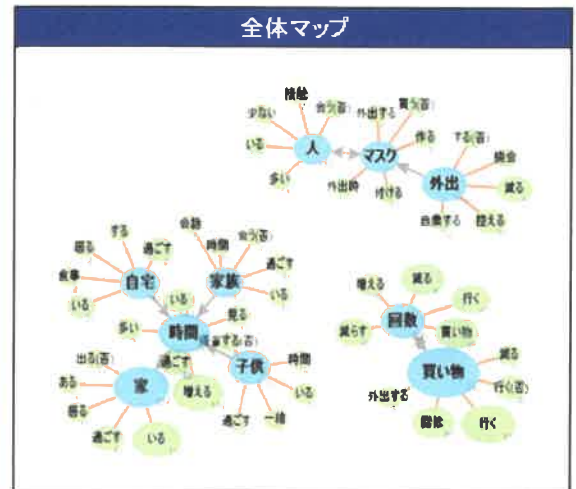 全体マップ
接触
少ない
会う(否)
いる
人
多い
外出する
買う(否)
作る
マスク
外出時
付ける
する(否)
機会
外出
減る
自粛する
控える
する
居る
過ごす
食事
自宅
いる
会話
時間
会う(否)
家族
過ごす
いる
いる
見る
多い
時間
過ごす
増える
出る(否)
ある
家
居る
過ごす
いる
子供
時間
いる
一緒
過ごす
増える
減る
行く
回数
減らす
買い物
減る
買い物
行く(否)
外出する
行く